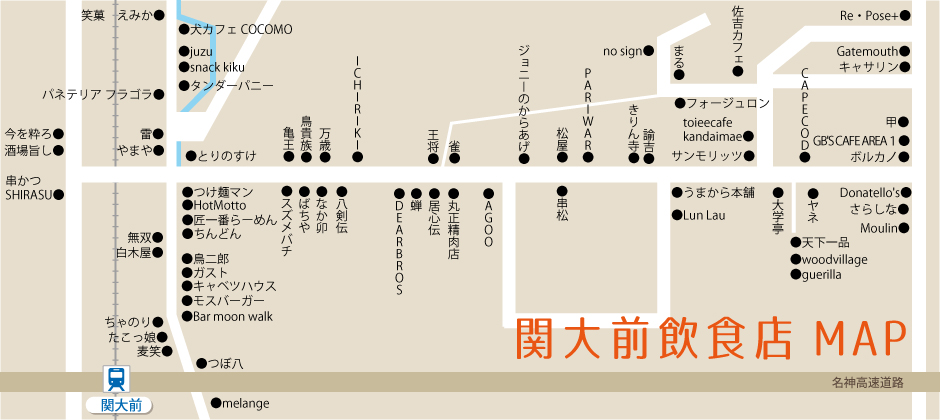 笑菓
えみか
犬カフェ COCOMO
juzu
snack kiku
タンダーパニー
パネテリア フラゴラ
今を粋ろ
酒場旨し
雷
やまや
とりのすけ
串かつ
SHIRASU
亀王
鳥貴族
万歳
ICHIRIKI
王将
雀
ジョニーのからあげ
松屋
PARIWAR
きりん寺
諭吉
no sign
まる
佐吉カフェ
フォージュロン
toieecafe
kandaimae
サンモリッツ
CAPECOD
Re・Pose+
Gatemouth
キャサリン
甲
GB'S CAFE AREA 1
ボルカノ
つけ麺マン
HotMotto
匠一番らーめん
ちんどん
無双
白木屋
鳥二郎
ガスト
キャベツハウス
モスバーガー
Bar moon walk
スズメバチ
ばちや
なか卯
八剣伝
DEARBROS
蝉
居心伝
丸正精肉店
AGOO
串松
うまから本舗
Lun Lau
大学亭
ヤネ
天下一品
woodvillage
guerilla
Donatello's
さらしな
Moulin
ちゃのり
たこっ娘
麦笑
つぼ八
関大前飲食店 MAP
名神高速道路
関大前
melange